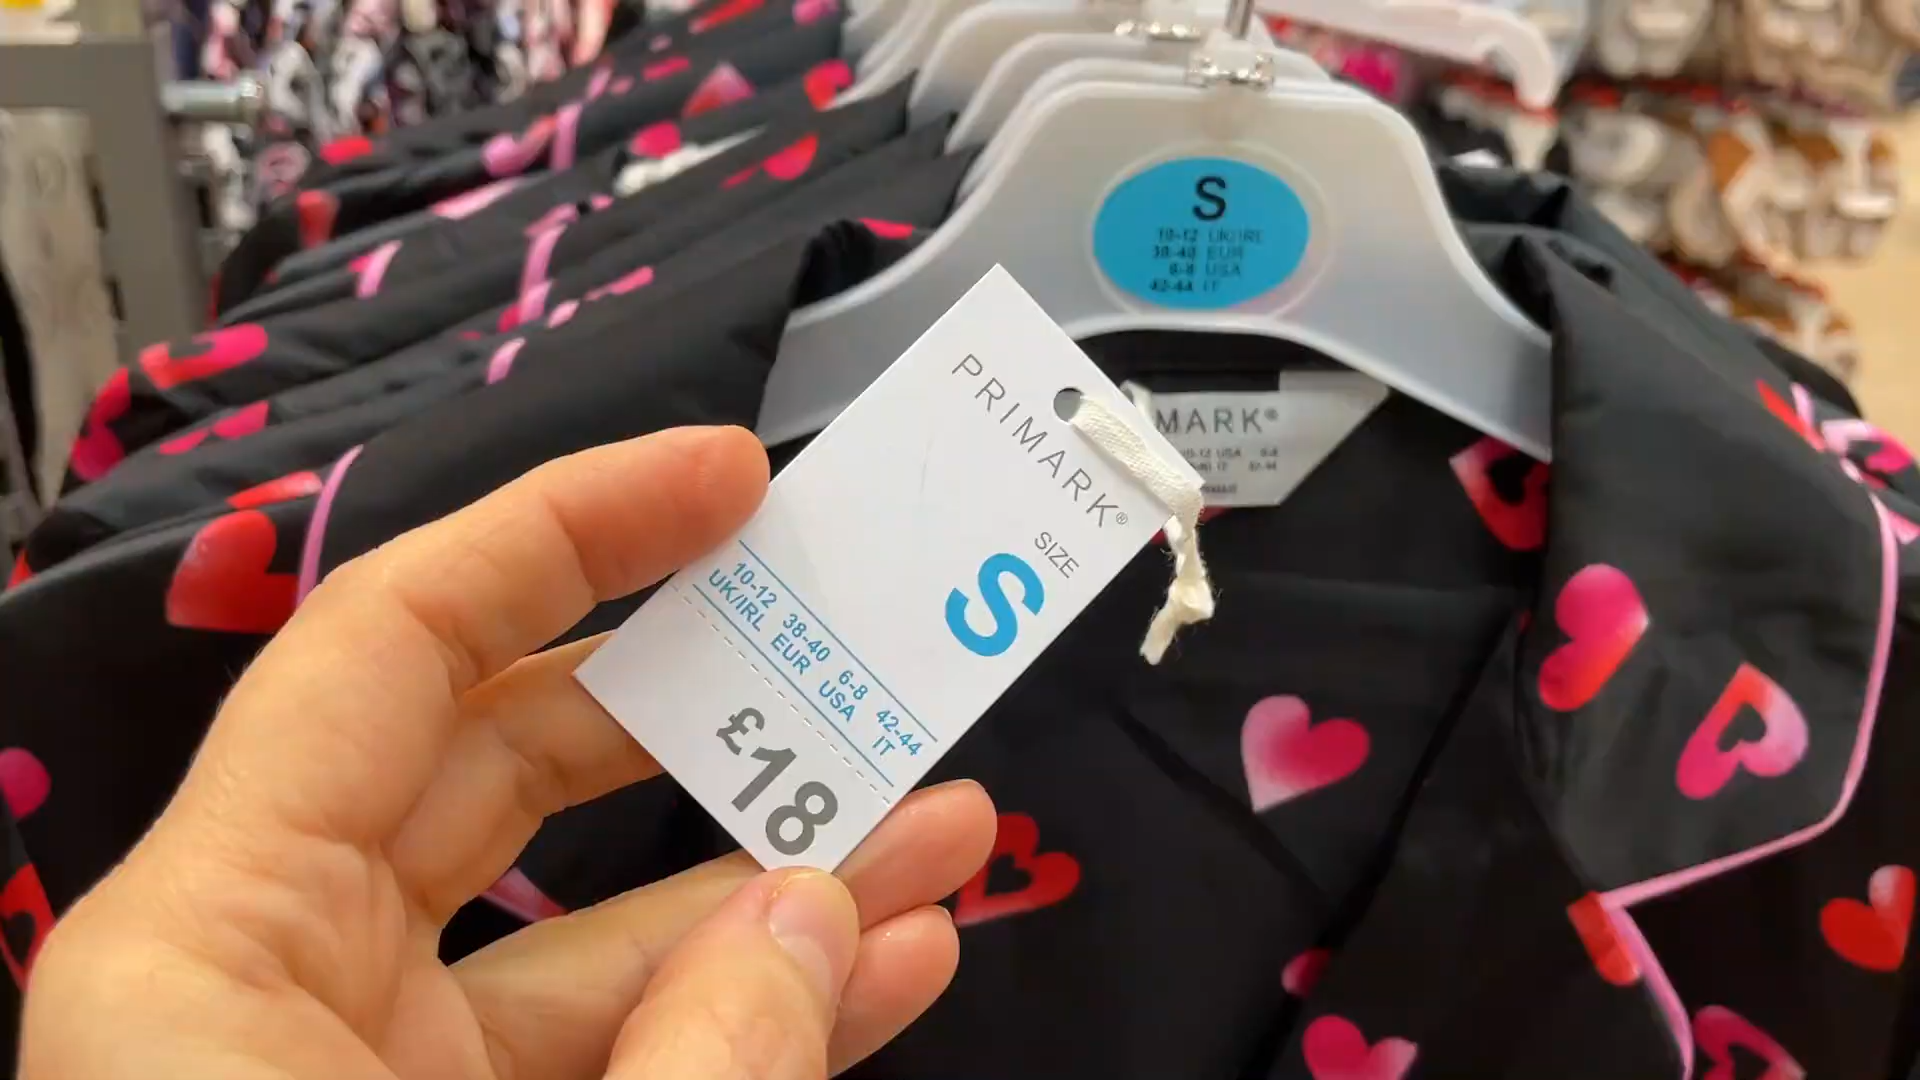 S
10-12 UK/IRL
38-40 EUR
6-8 USA
42-44 IT
MARK®
PRIMARK®
SIZE
S
10-12 38-40 6-8 42-44
UK/IRL EUR USA IT
£18